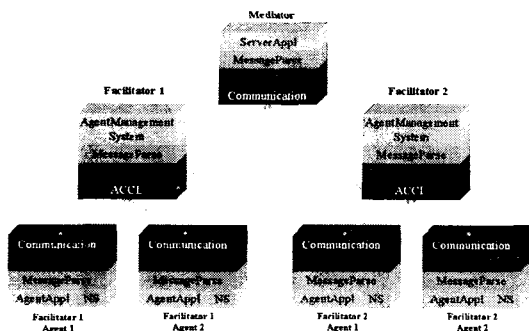 Mediator
ServerAppl
MessageParse
Communication
Facilitator 1
AgentManagement
System
MessageParse
ACCL
Facilitator 2
AgentManagement
System
MessageParse
ACCL
Communication
MessageParse
AgentAppl NS
Facilitator 1
Agent 1
Communication
MessageParse
AgentAppl NS
Facilitator 1
Agent 2
Communication
MessageParse
AgentAppl NS
Facilitator 2
Agent 1
Communication
MessageParse
AgentAppl NS
Facilitator 2
Agent 2